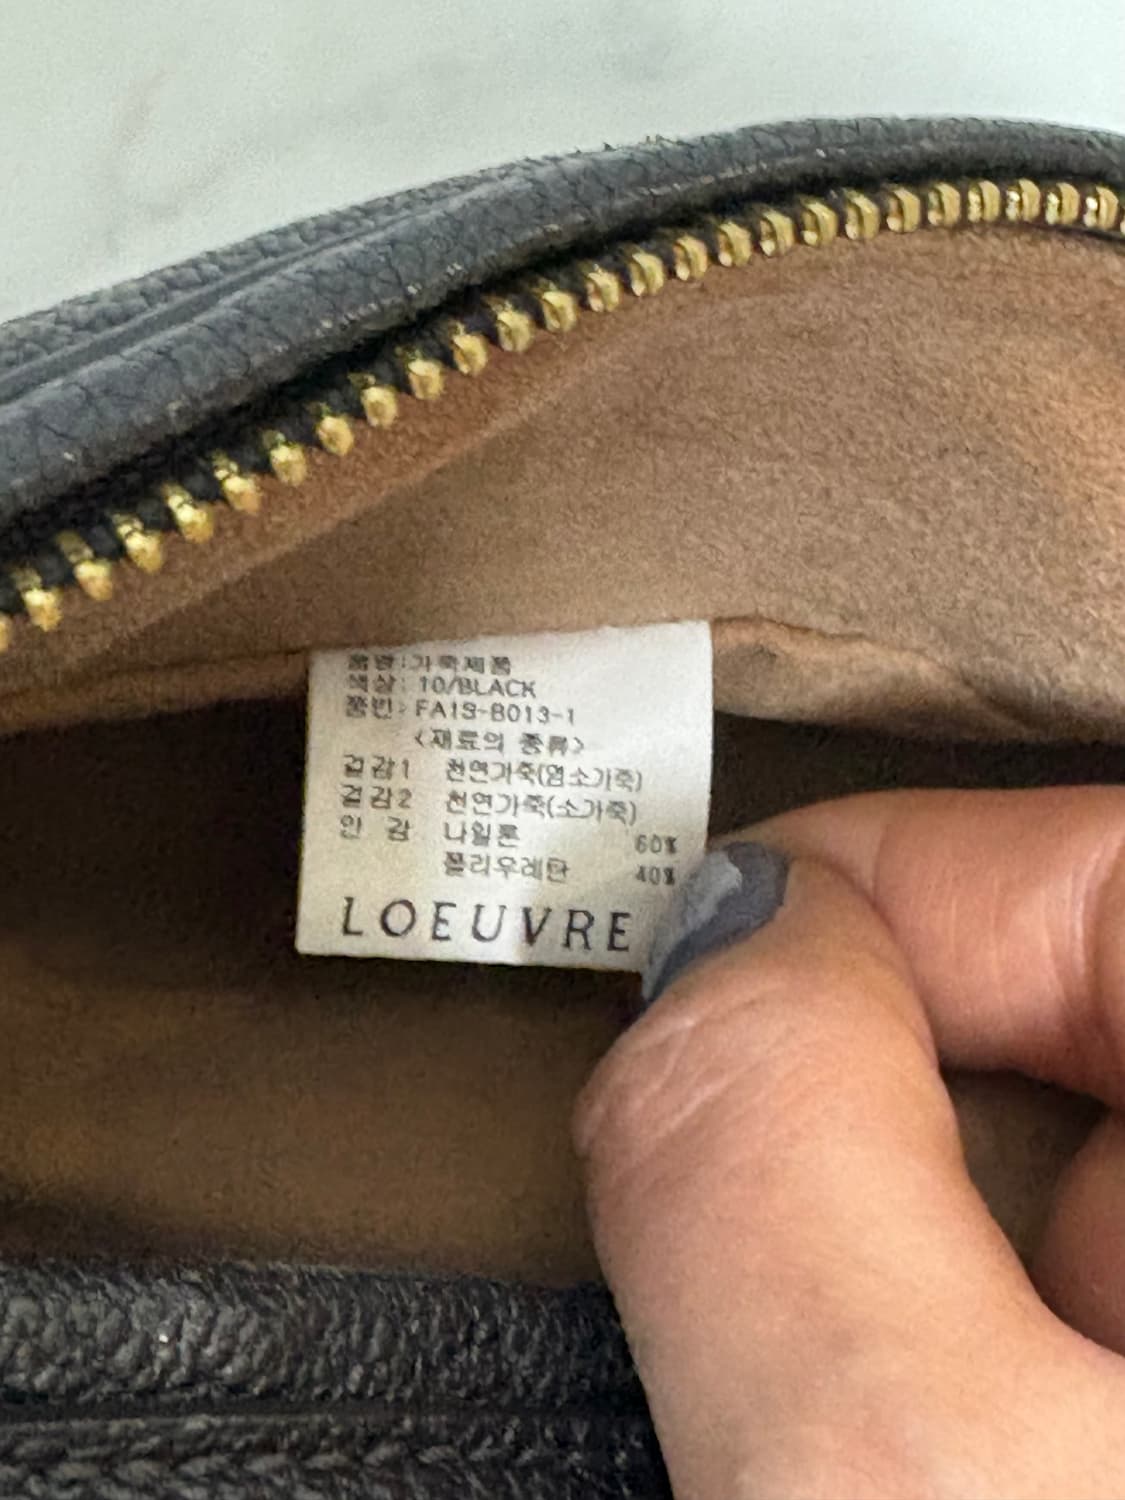 품명:가죽제품
색상: 10/BLACK
품번: FA1S-B013-1
<재료의 종류>
겉감1 천연가죽(염소가죽)
겉감2 천연가죽(소가죽)
안 감 나일론 60%
폴리우레탄 40%
LOEUVRE